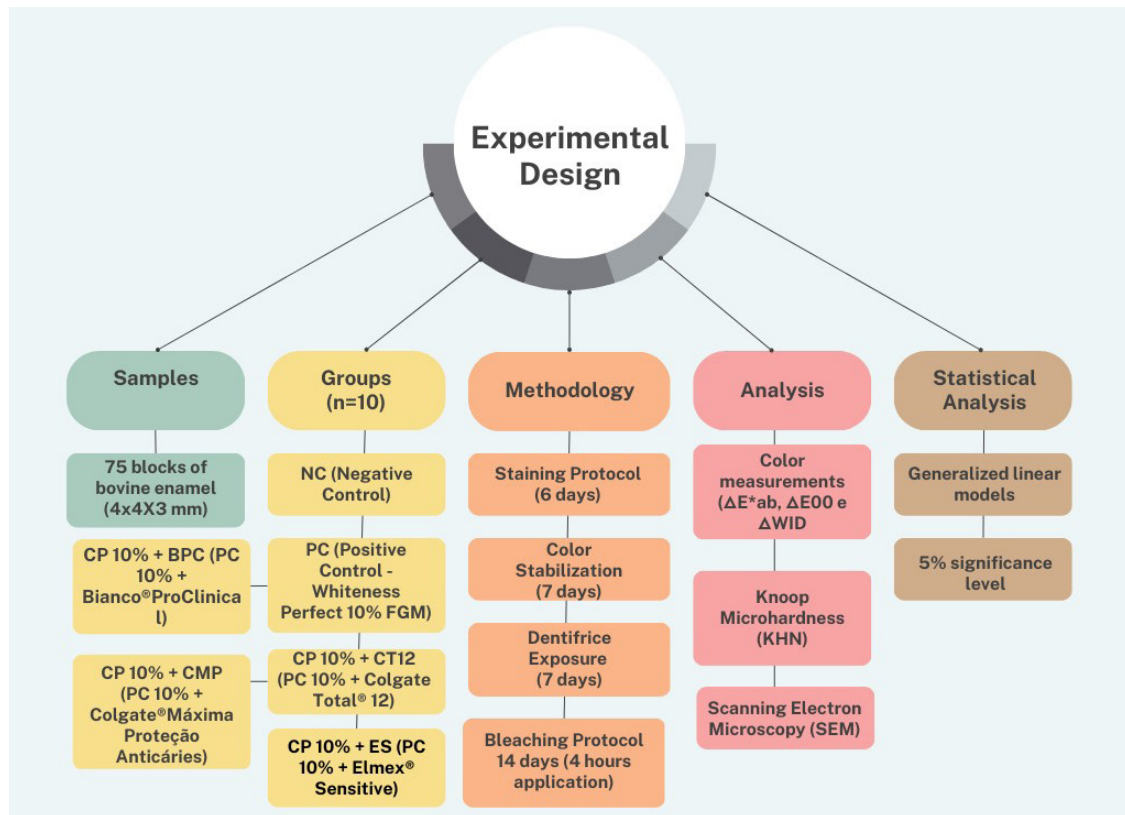 Experimental
Design
Samples
75 blocks of
bovine enamel
(4x4X3 mm)
Groups
(n=10)
NC (Negative
Control)
PC (Positive
Control -
Whiteness
Perfect 10% FGM)
CP 10% + BPC (PC
10% +
Bianco®ProClinica
l)
CP 10% + CT12
(PC 10% + Colgate
Total® 12)
CP 10% + CMP
(PC 10% +
Colgate®Máxima
Proteção
Anticáries)
CP 10% + ES (PC
10% + Elmex®
Sensitive)
Methodology
Staining Protocol
(6 days)
Color
Stabilization
(7 days)
Dentifrice
Exposure
(7 days)
Bleaching Protocol
14 days (4 hours
application)
Analysis
Color
measurements
(ΔE*ab, ΔE00 e
ΔWID
Knoop
Microhardness
(KHN)
Scanning Electron
Microscopy (SEM)
Statistical
Analysis
Generalized linear
models
5% significance
level